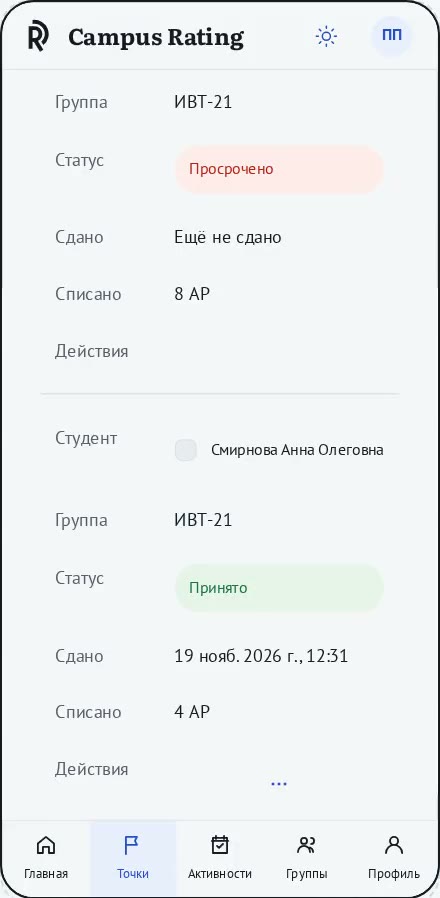 Campus Rating
ПП
Группа ИВТ-21
Статус Просрочено
Сдано Ещё не сдано
Списано 8 АР
Действия
Студент Смирнова Анна Олеговна
Группа ИВТ-21
Статус Принято
Сдано 19 нояб. 2026 г., 12:31
Списано 4 АР
Действия ...
Главная Точки Активности Группы Профиль